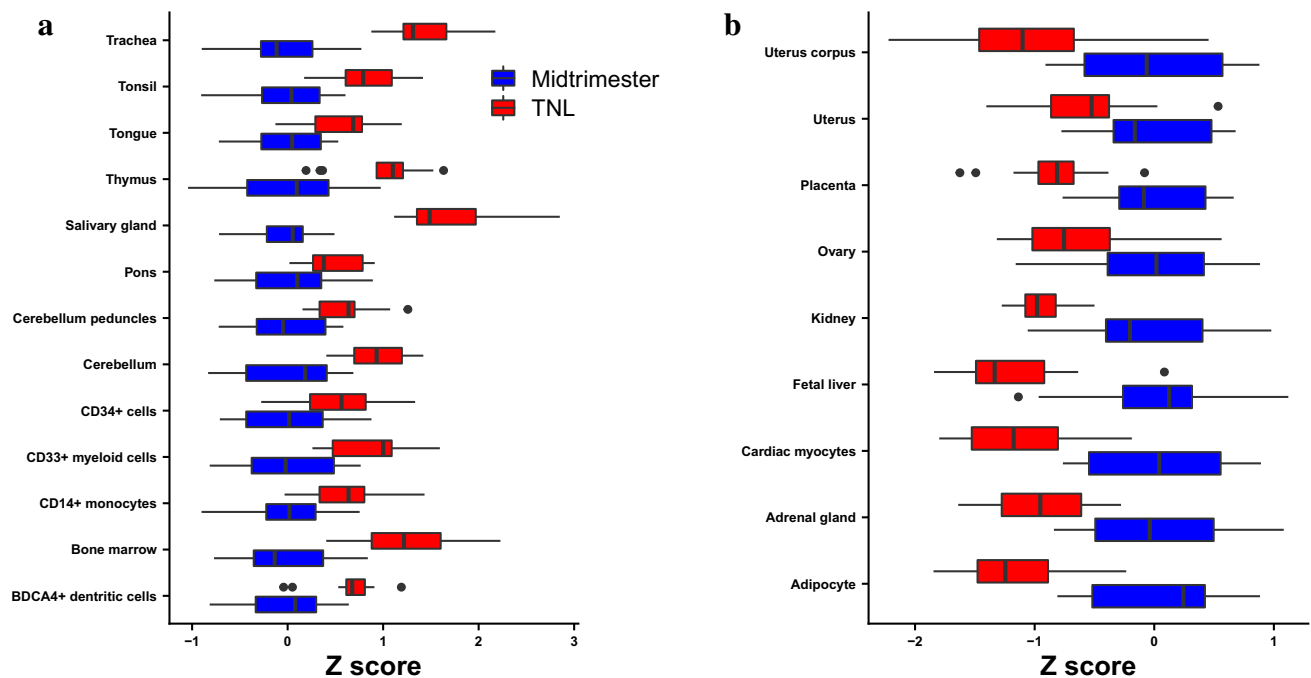 a
Trachea
Tonsil
Tongue
Thymus
Salivary gland
Pons
Cerebellum peduncles
Cerebellum
CD34+ cells
CD33+ myeloid cells
CD14+ monocytes
Bone marrow
BDCA4+ dentritic cells
Midtrimester
TNL
−1 0 1 2 3
Z score
b
Uterus corpus
Uterus
Placenta
Ovary
Kidney
Fetal liver
Cardiac myocytes
Adrenal gland
Adipocyte
−2 −1 0 1
Z score